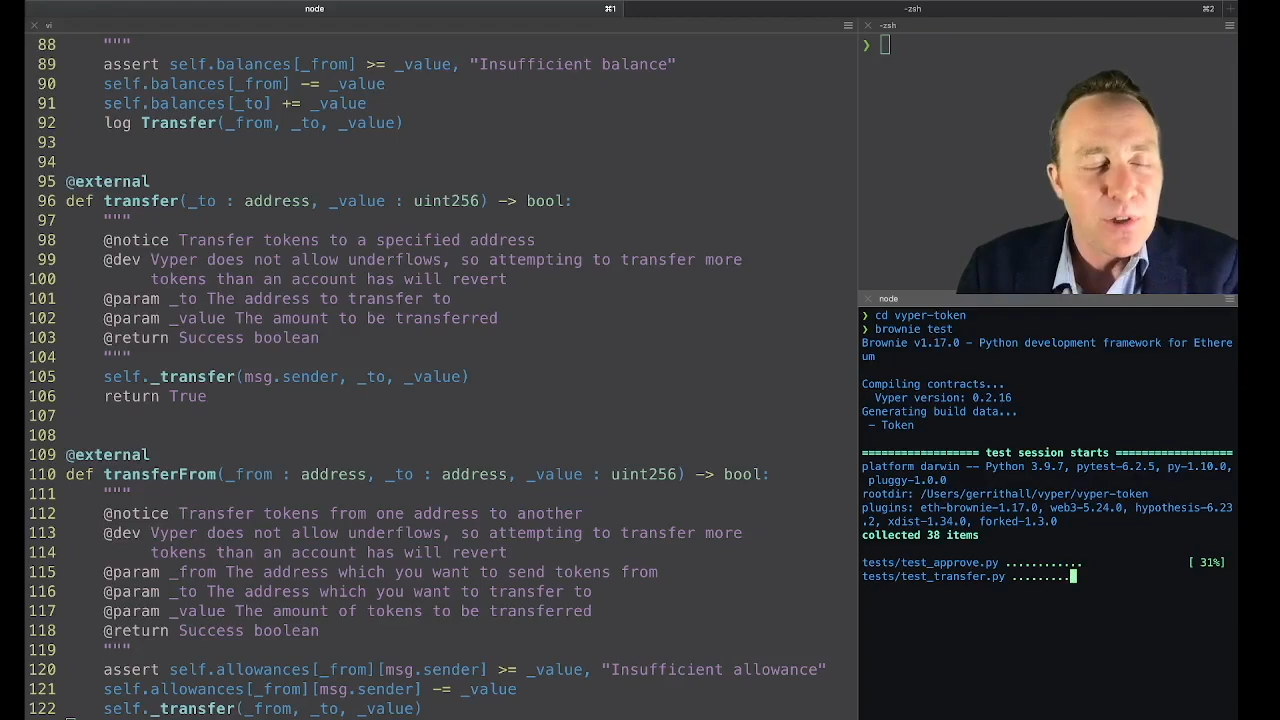 node ⌘1 -zsh ⌘2 +
vi
88 """
89 assert self.balances[_from] >= _value, "Insufficient balance"
90 self.balances[_from] -= _value
91 self.balances[_to] += _value
92 log Transfer(_from, _to, _value)
93
94
95 @external
96 def transfer(_to : address, _value : uint256) -> bool:
97 """
98 @notice Transfer tokens to a specified address
99 @dev Vyper does not allow underflows, so attempting to transfer more
100 tokens than an account has will revert
101 @param _to The address to transfer to
102 @param _value The amount to be transferred
103 @return Success boolean
104 """
105 self._transfer(msg.sender, _to, _value)
106 return True
107
108
109 @external
110 def transferFrom(_from : address, _to : address, _value : uint256) -> bool:
111 """
112 @notice Transfer tokens from one address to another
113 @dev Vyper does not allow underflows, so attempting to transfer more
114 tokens than an account has will revert
115 @param _from The address which you want to send tokens from
116 @param _to The address which you want to transfer to
117 @param _value The amount of tokens to be transferred
118 @return Success boolean
119 """
120 assert self.allowances[_from][msg.sender] >= _value, "Insufficient allowance"
121 self.allowances[_from][msg.sender] -= _value
122 self._transfer(_from, _to, _value)
-zsh
❯
node
❯ cd vyper-token
❯ brownie test
Brownie v1.17.0 - Python development framework for Ethere
um
Compiling contracts...
Vyper version: 0.2.16
Generating build data...
- Token
================= test session starts =================
platform darwin -- Python 3.9.7, pytest-6.2.5, py-1.10.0,
pluggy-1.0.0
rootdir: /Users/gerrithall/vyper/vyper-token
plugins: eth-brownie-1.17.0, web3-5.24.0, hypothesis-6.23
.2, xdist-1.34.0, forked-1.3.0
collected 38 items
tests/test_approve.py ............ [ 31%]
tests/test_transfer.py .........